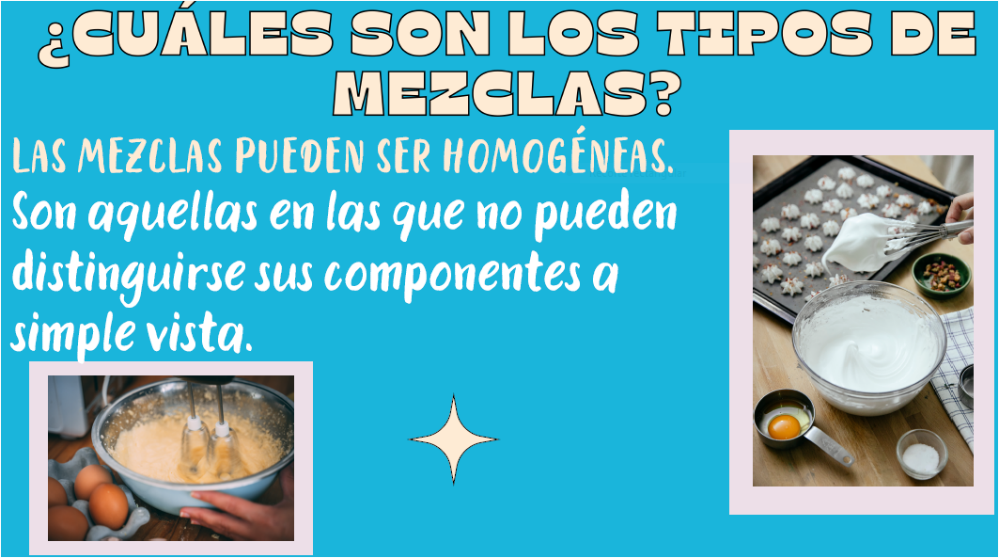 ¿CUÁLES SON LOS TIPOS DE
MEZCLAS?
LAS MEZCLAS PUEDEN SER HOMOGÉNEAS.
Son aquellas en las que no pueden
distinguirse sus componentes a
simple vista.